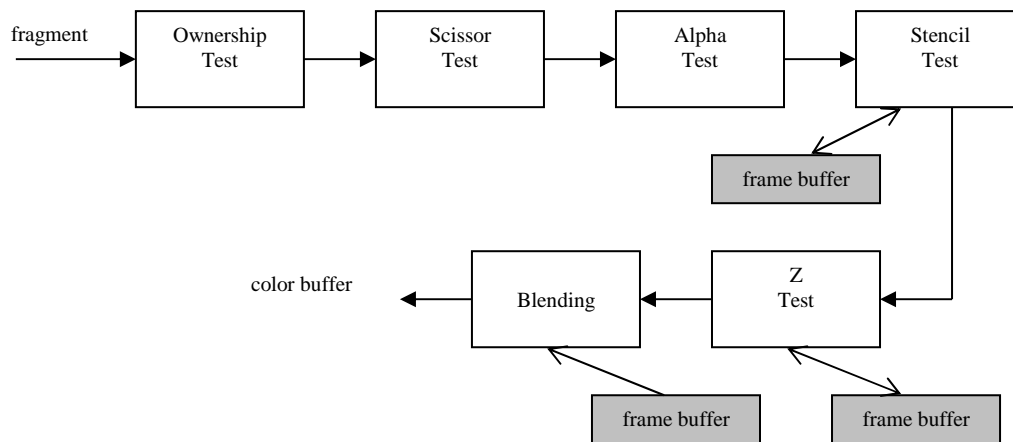 fragment
Ownership
Test
Scissor
Test
Alpha
Test
Stencil
Test
frame buffer
color buffer
Blending
Z
Test
frame buffer
frame buffer